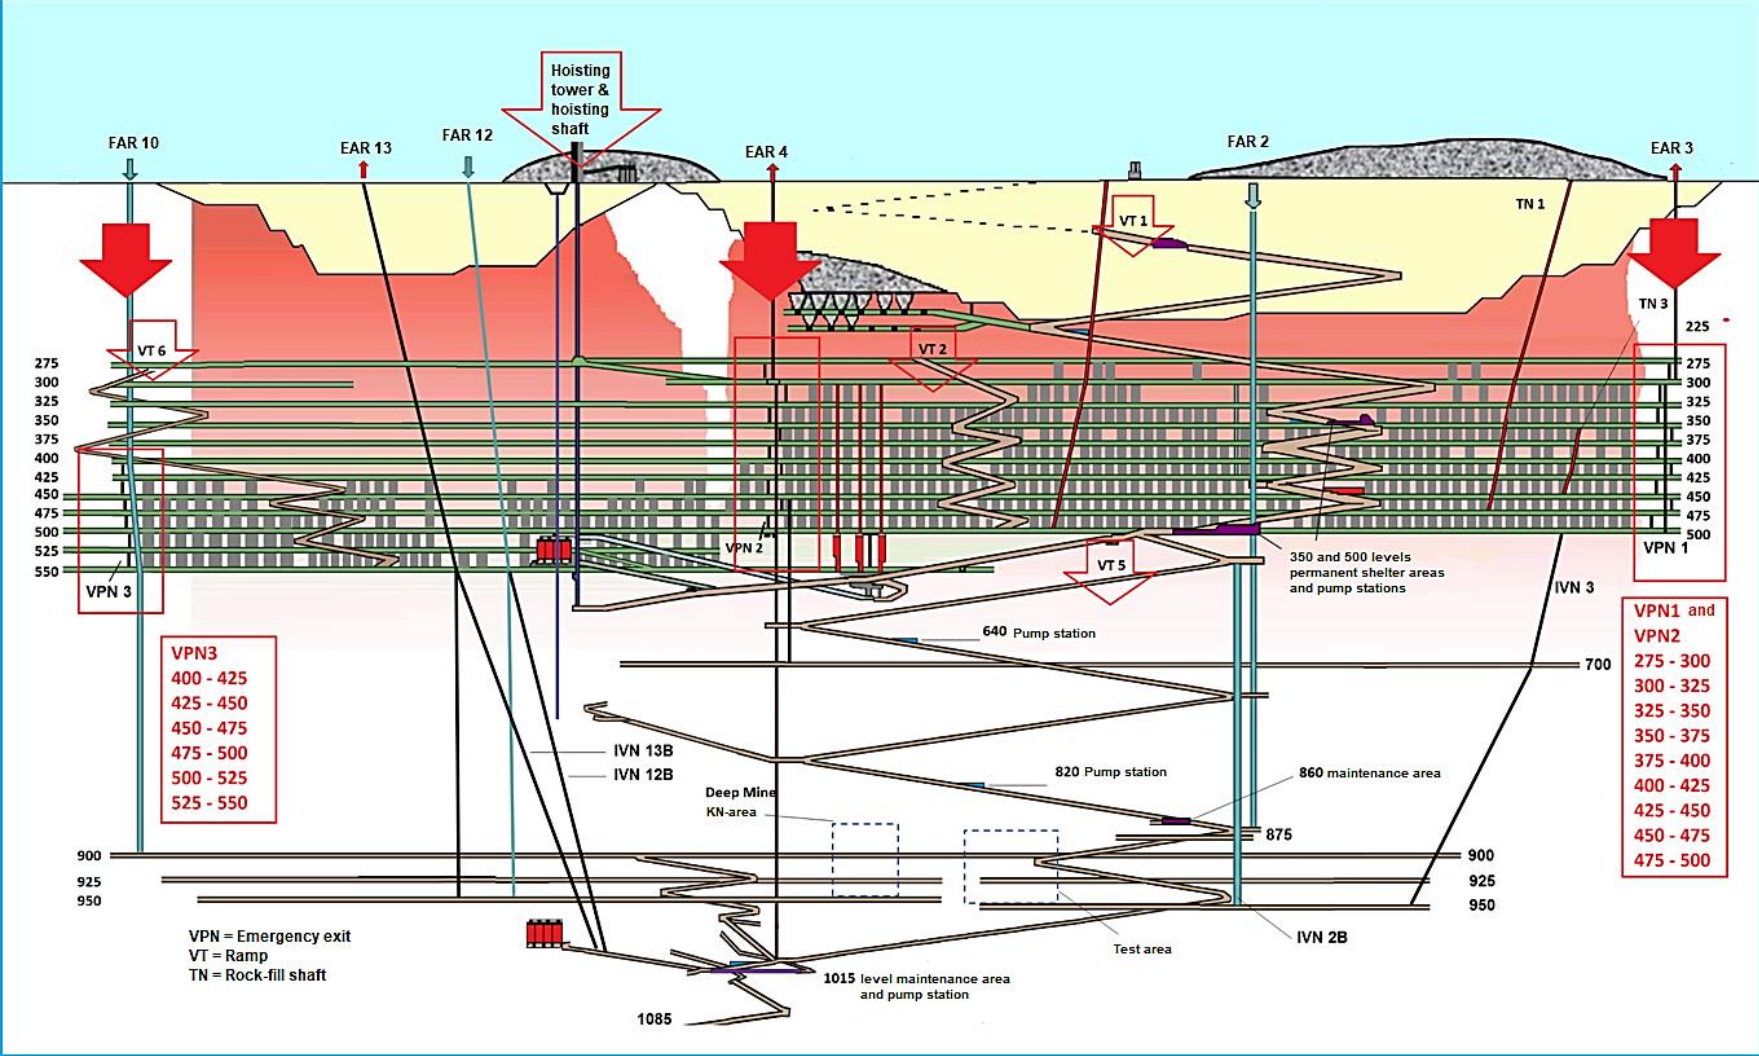 Hoisting
tower &
hoisting
shaft
FAR 10
EAR 13
FAR 12
EAR 4
FAR 2
EAR 3
VT 1
TN 1
TN 3
VT 6
VT 2
225
275
300
325
350
375
400
425
450
475
500
525
550
275
300
325
350
375
400
425
450
475
500
VPN 2
VPN 1
VPN 3
VT 5
350 and 500 levels
permanent shelter areas
and pump stations
IVN 3
640 Pump station
700
VPN3
400 - 425
425 - 450
450 - 475
475 - 500
500 - 525
525 - 550
VPN1 and
VPN2
275 - 300
300 - 325
325 - 350
350 - 375
375 - 400
400 - 425
425 - 450
450 - 475
475 - 500
IVN 13B
IVN 12B
820 Pump station
860 maintenance area
Deep Mine
KN-area
875
900
925
950
900
925
950
VPN = Emergency exit
VT = Ramp
TN = Rock-fill shaft
Test area
IVN 2B
1015 level maintenance area
and pump station
1085